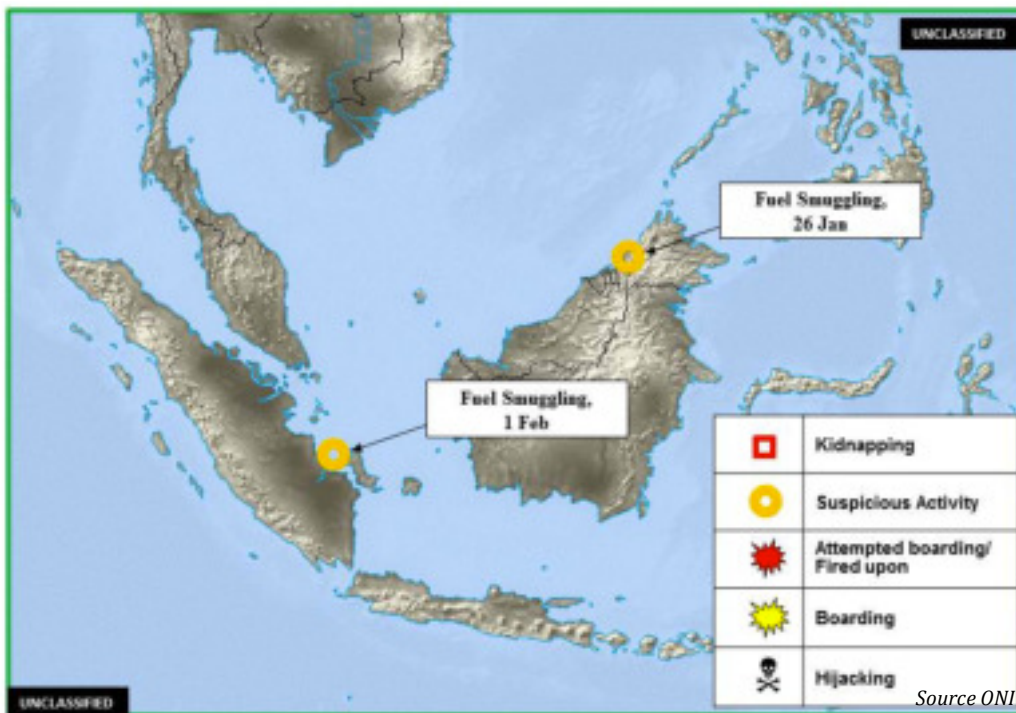 UNCLASSIFIED
Fuel Smuggling,
26 Jan
Fuel Smuggling,
1 Feb
Kidnapping
Suspicious Activity
Attempted boarding/
Fired upon
Boarding
Hijacking
Source ONI
UNCLASSIFIED